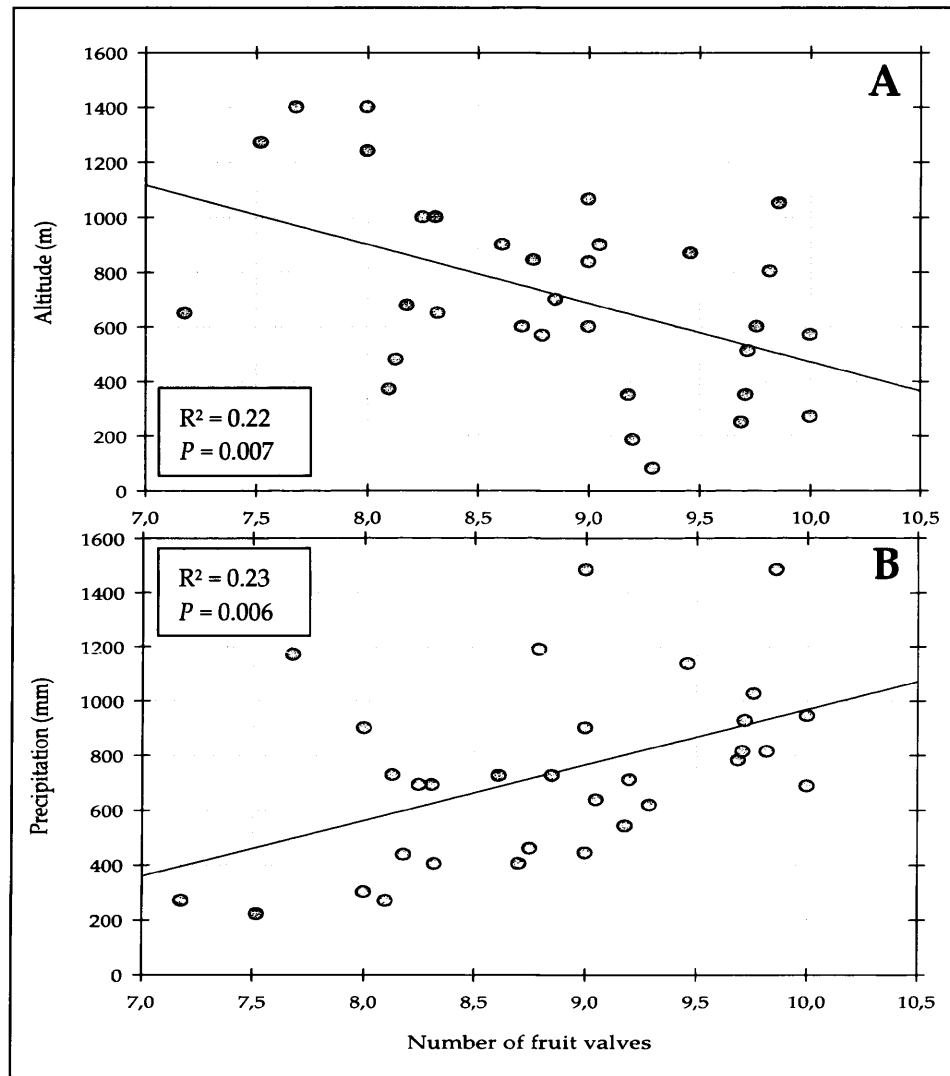 A
1600
1400
1200
1000
800
600
400
200
0
Altitude (m)
R² = 0.22
P = 0.007
7,0 7,5 8,0 8,5 9,0 9,5 10,0 10,5
B
1600
1400
1200
1000
800
600
400
200
0
Precipitation (mm)
R² = 0.23
P = 0.006
7,0 7,5 8,0 8,5 9,0 9,5 10,0 10,5
Number of fruit valves